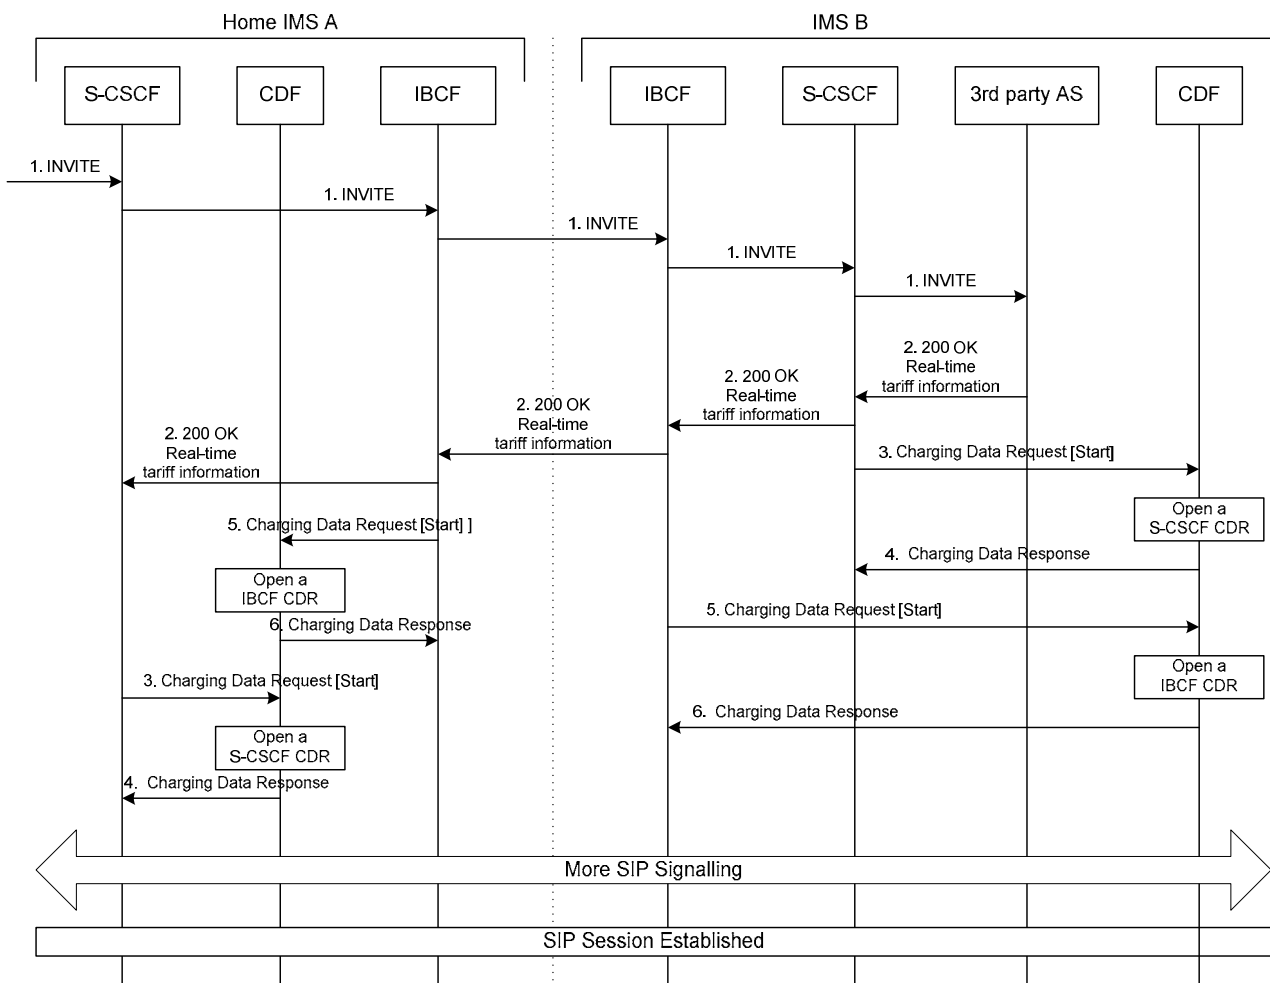 Home IMS A
IMS B
S-CSCF
CDF
IBCF
IBCF
S-CSCF
3rd party AS
CDF
1. INVITE
1. INVITE
1. INVITE
1. INVITE
1. INVITE
2. 200 OK
Real-time
tariff information
2. 200 OK
Real-time
tariff information
2. 200 OK
Real-time
tariff information
2. 200 OK
Real-time
tariff information
3. Charging Data Request [Start]
Open a
S-CSCF CDR
5. Charging Data Request [Start] ]
4. Charging Data Response
Open a
IBCF CDR
5. Charging Data Request [Start]
6. Charging Data Response
Open a
IBCF CDR
3. Charging Data Request [Start]
6. Charging Data Response
Open a
S-CSCF CDR
4. Charging Data Response
More SIP Signalling
SIP Session Established